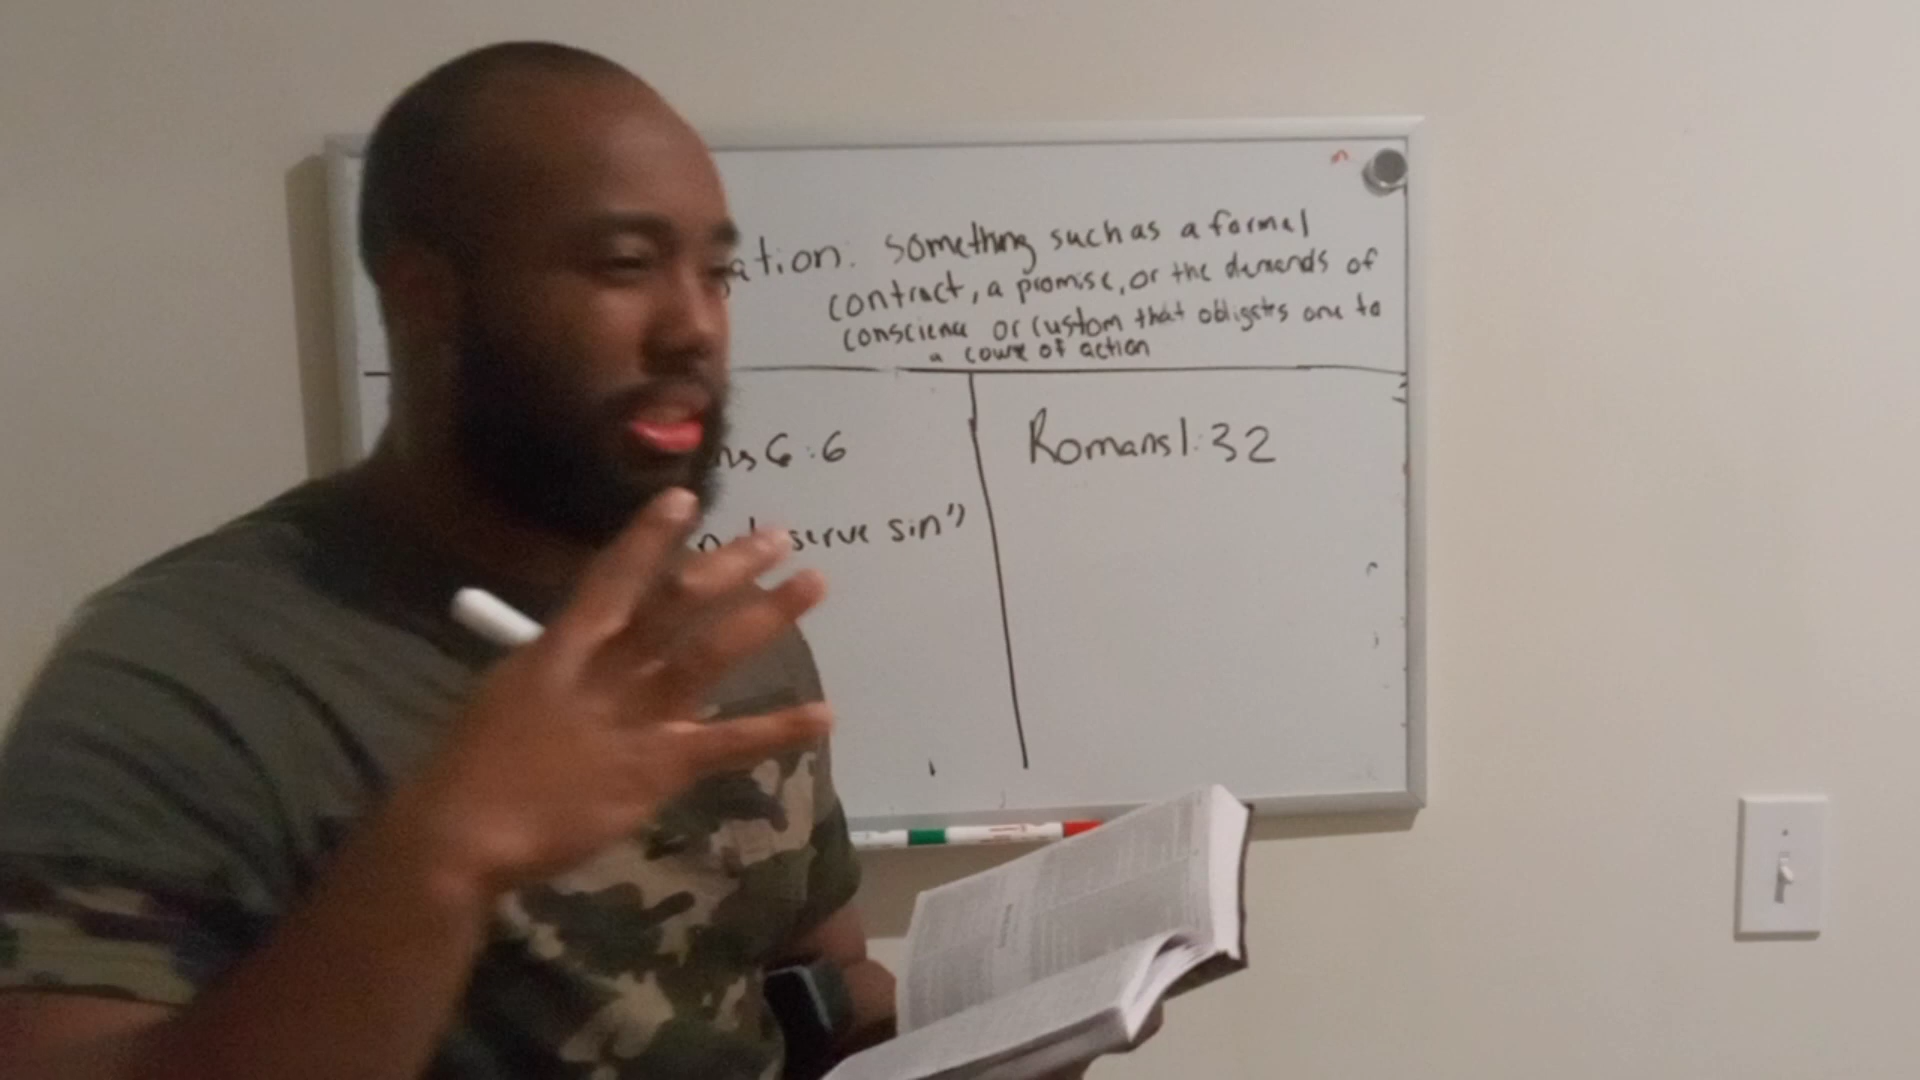 ation: Something such as a formal
contract, a promise, or the demands of
conscience or custom that obligates one to
a course of action
ns 6:6
serve sin"
Romans 1:32